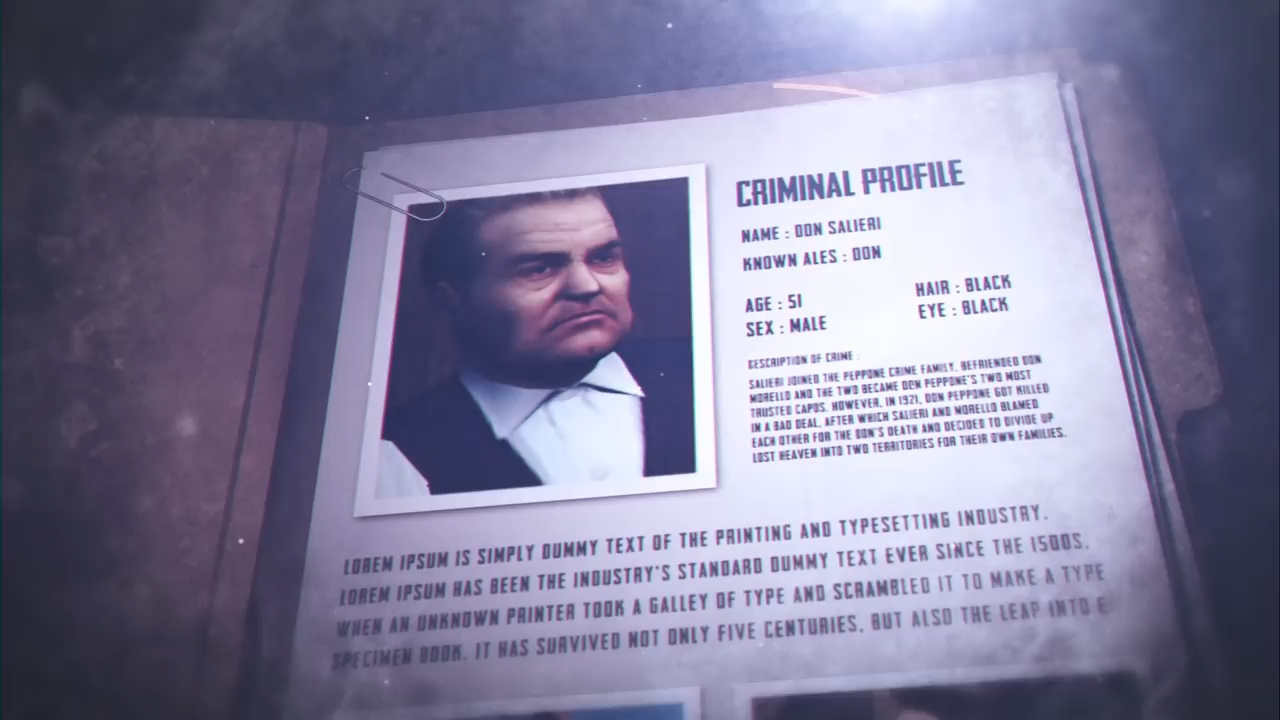 CRIMINAL PROFILE
NAME : DON SALIERI
KNOWN ALES : DON
AGE : 51
HAIR : BLACK
SEX : MALE
EYE : BLACK
DESCRIPTION OF CRIME :
SALIERI JOINED THE PEPPONE CRIME FAMILY, BEFRIENDED DON
MORELLO AND THE TWO BECAME DON PEPPONE'S TWO MOST
TRUSTED CAPOS. HOWEVER, IN 1921, DON PEPPONE GOT KILLED
IN A BAD DEAL, AFTER WHICH SALIERI AND MORELLO BLAMED
EACH OTHER FOR THE DON'S DEATH AND DECIDED TO DIVIDE UP
LOST HEAVEN INTO TWO TERRITORIES FOR THEIR OWN FAMILIES.
LOREM IPSUM IS SIMPLY DUMMY TEXT OF THE PRINTING AND TYPESETTING INDUSTRY.
LOREM IPSUM HAS BEEN THE INDUSTRY'S STANDARD DUMMY TEXT EVER SINCE THE 1500S,
WHEN AN UNKNOWN PRINTER TOOK A GALLEY OF TYPE AND SCRAMBLED IT TO MAKE A TYPE
SPECIMEN BOOK. IT HAS SURVIVED NOT ONLY FIVE CENTURIES, BUT ALSO THE LEAP INTO E